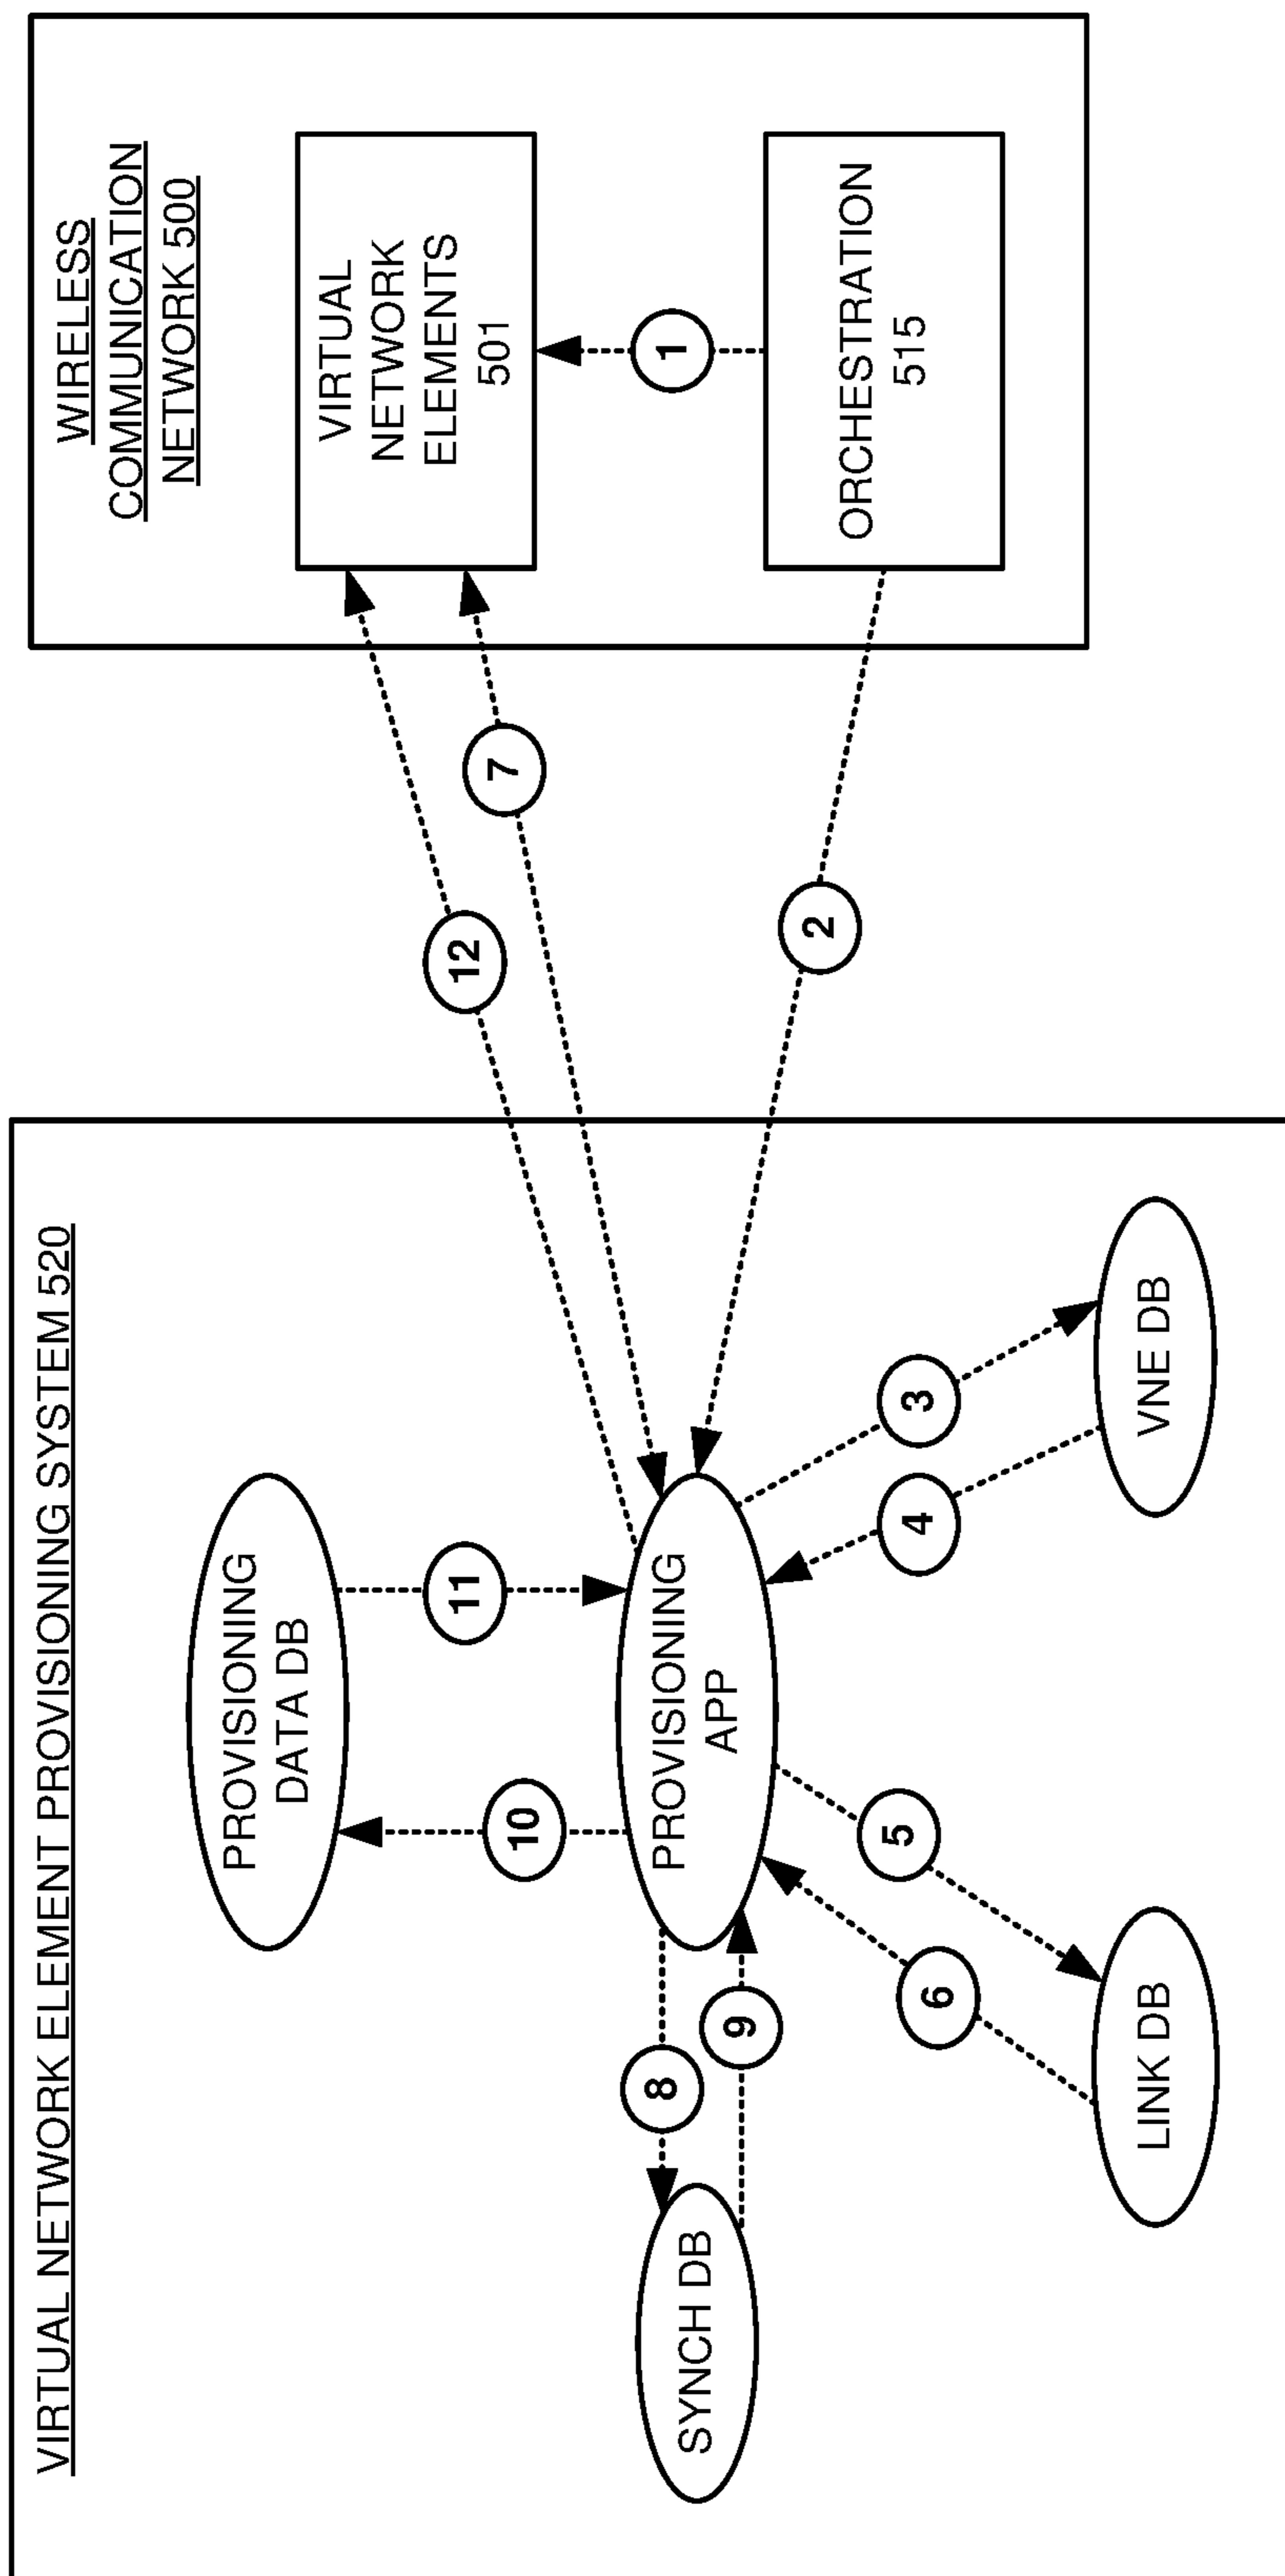 VIRTUAL NETWORK ELEMENT PROVISIONING SYSTEM 520
PROVISIONING
DATA DB
10
11
8
9
SYNCH DB
PROVISIONING
APP
5
6
LINK DB
4
3
VNE DB
12
7
2
WIRELESS
COMMUNICATION
NETWORK 500
VIRTUAL
NETWORK
ELEMENTS
501
1
ORCHESTRATION
515